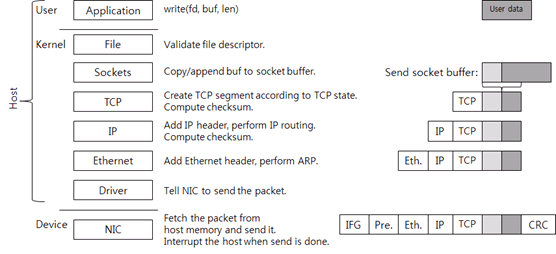 User
Application
write(fd, buf, len)
User data
Kernel
File
Validate file descriptor.
Sockets
Copy/append buf to socket buffer.
Send socket buffer:
Host
TCP
Create TCP segment according to TCP state.
Compute checksum.
TCP
IP
Add IP header, perform IP routing.
Compute checksum.
IP TCP
Ethernet
Add Ethernet header, perform ARP.
Eth. IP TCP
Driver
Tell NIC to send the packet.
Device
NIC
Fetch the packet from
host memory and send it.
Interrupt the host when send is done.
IFG Pre. Eth. IP TCP CRC